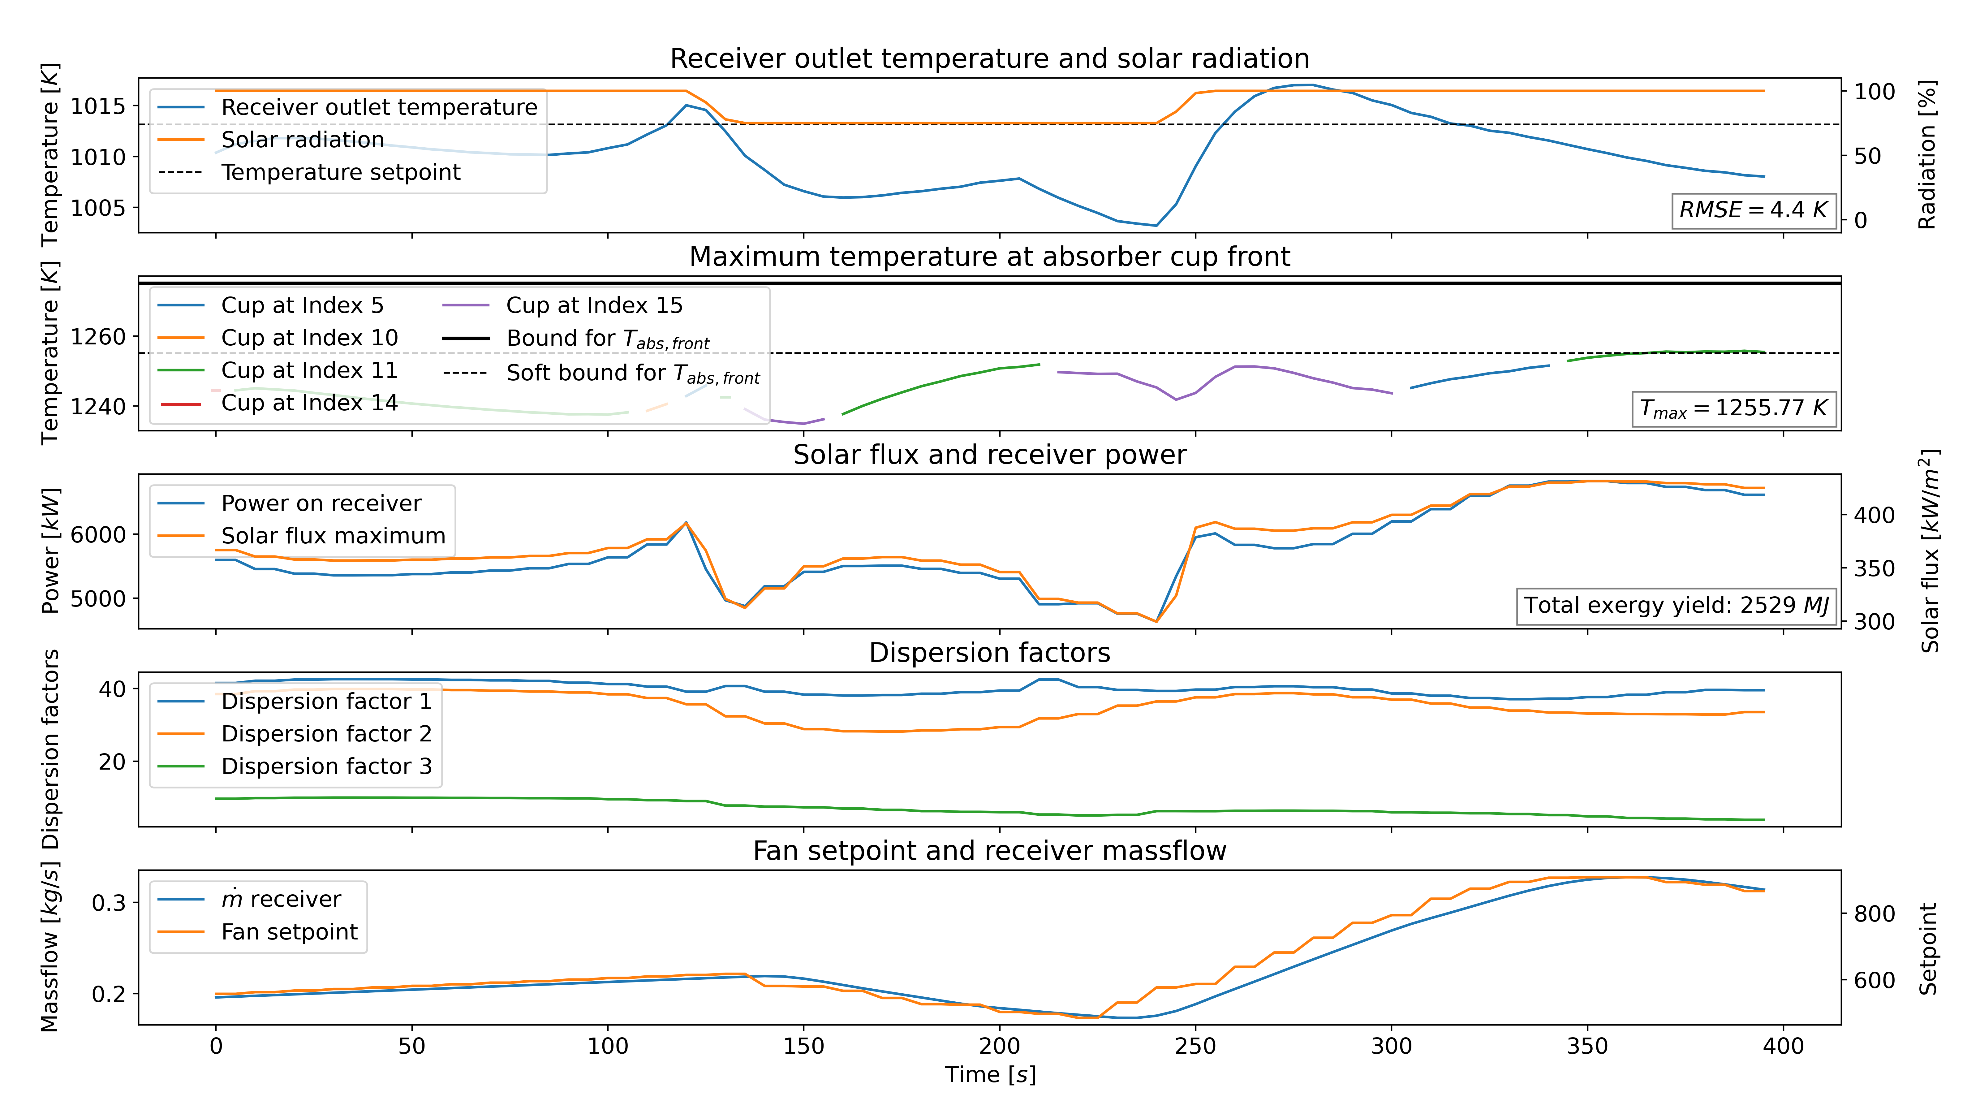 Receiver outlet temperature and solar radiation
Temperature [K]
1015
1010
1005
Receiver outlet temperature
Solar radiation
Temperature setpoint
RMSE = 4.4 K
100
50
0
Radiation [%]
Maximum temperature at absorber cup front
Temperature [K]
1260
1240
Cup at Index 5
Cup at Index 10
Cup at Index 11
Cup at Index 14
Cup at Index 15
Bound for T_abs,front
Soft bound for T_abs,front
T_max = 1255.77 K
Solar flux and receiver power
Power [kW]
6000
5000
Power on receiver
Solar flux maximum
Total exergy yield: 2529 MJ
400
350
300
Solar flux [kW/m²]
Dispersion factors
Dispersion factors
40
20
Dispersion factor 1
Dispersion factor 2
Dispersion factor 3
Fan setpoint and receiver massflow
Massflow [kg/s]
0.3
0.2
ṁ receiver
Fan setpoint
800
600
Setpoint
0 50 100 150 200 250 300 350 400
Time [s]